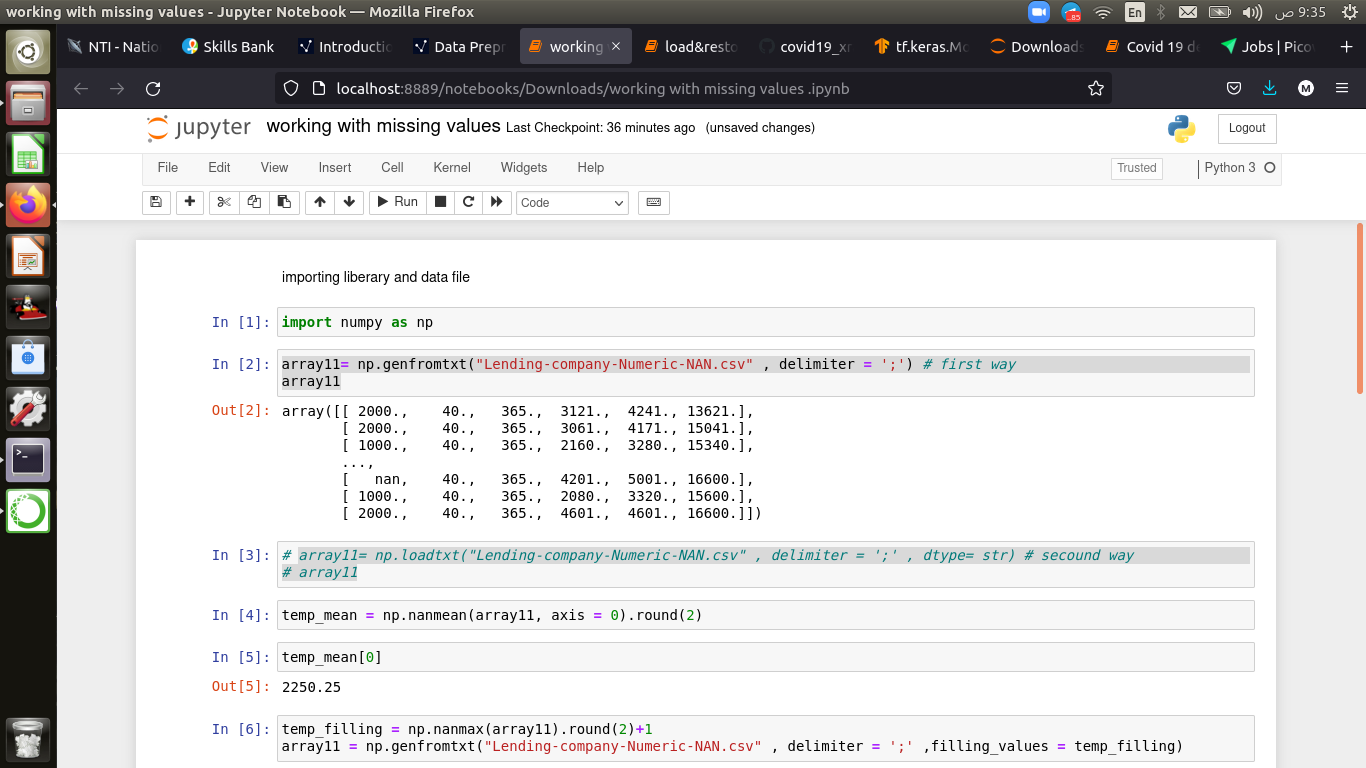 working with missing values - Jupyter Notebook — Mozilla Firefox
85
En
9:35 ص
NTI - Natio
Skills Bank
Introductio
Data Prepr
working
load&resto
covid19_xr
tf.keras.Mo
Downloads
Covid 19 de
Jobs | Pico
localhost:8889/notebooks/Downloads/working with missing values .ipynb
M
jupyter
working with missing values Last Checkpoint: 36 minutes ago (unsaved changes)
Logout
File Edit View Insert Cell Kernel Widgets Help
Trusted
Python 3
Run
Code
importing liberary and data file
In [1]: import numpy as np
In [2]: array11= np.genfromtxt("Lending-company-Numeric-NAN.csv" , delimiter = ';') # first way
array11
Out[2]: array([[ 2000., 40., 365., 3121., 4241., 13621.],
[ 2000., 40., 365., 3061., 4171., 15041.],
[ 1000., 40., 365., 2160., 3280., 15340.],
...,
[ nan, 40., 365., 4201., 5001., 16600.],
[ 1000., 40., 365., 2080., 3320., 15600.],
[ 2000., 40., 365., 4601., 4601., 16600.]])
In [3]: # array11= np.loadtxt("Lending-company-Numeric-NAN.csv" , delimiter = ';' , dtype= str) # secound way
# array11
In [4]: temp_mean = np.nanmean(array11, axis = 0).round(2)
In [5]: temp_mean[0]
Out[5]: 2250.25
In [6]: temp_filling = np.nanmax(array11).round(2)+1
array11 = np.genfromtxt("Lending-company-Numeric-NAN.csv" , delimiter = ';' ,filling_values = temp_filling)